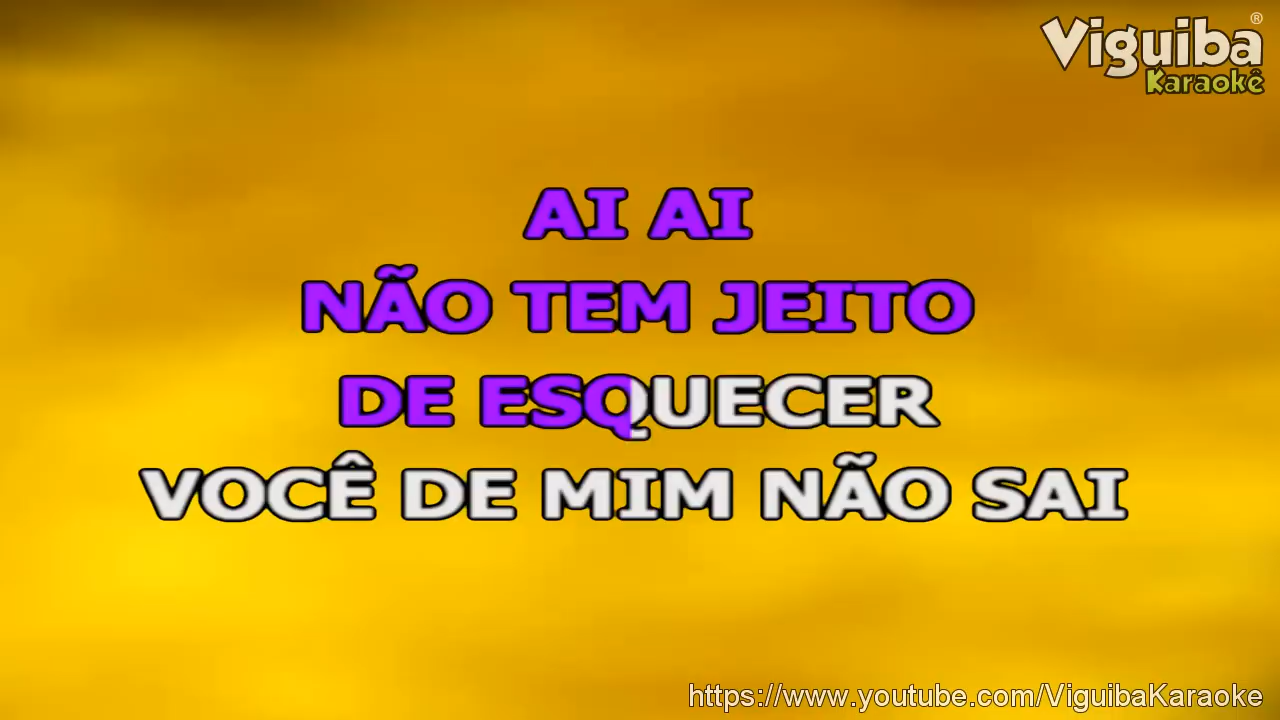 Viguiba®
Karaokê
AI AI
NÃO TEM JEITO
DE ESQUECER
VOCÊ DE MIM NÃO SAI
https://www.youtube.com/ViguibaKaraoke